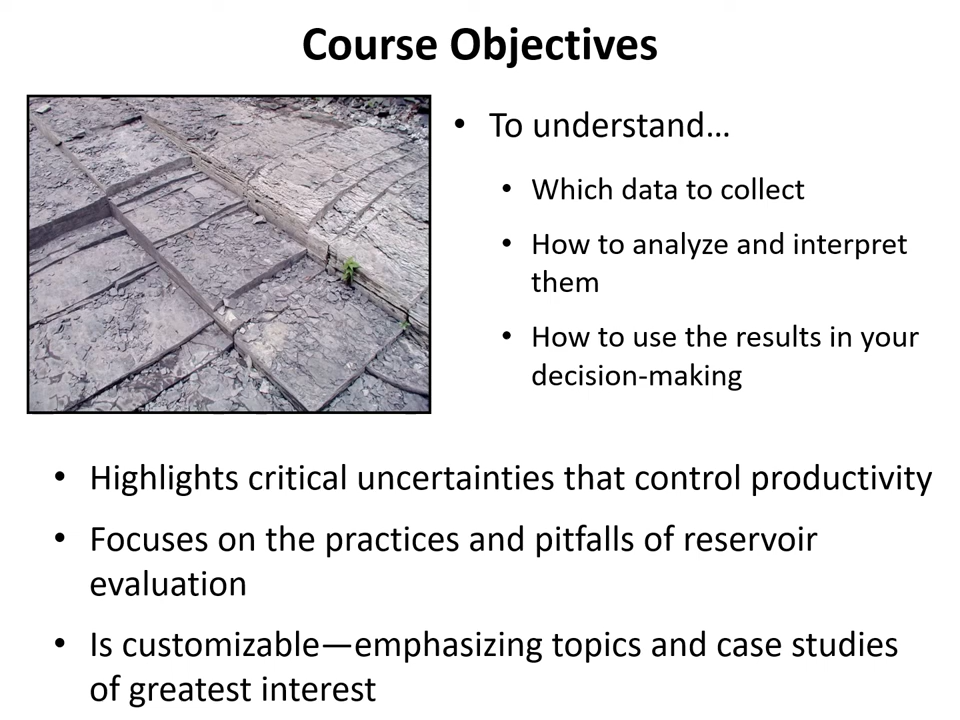 Course Objectives
• To understand…
• Which data to collect
• How to analyze and interpret
them
• How to use the results in your
decision-making
• Highlights critical uncertainties that control productivity
• Focuses on the practices and pitfalls of reservoir
evaluation
• Is customizable—emphasizing topics and case studies
of greatest interest